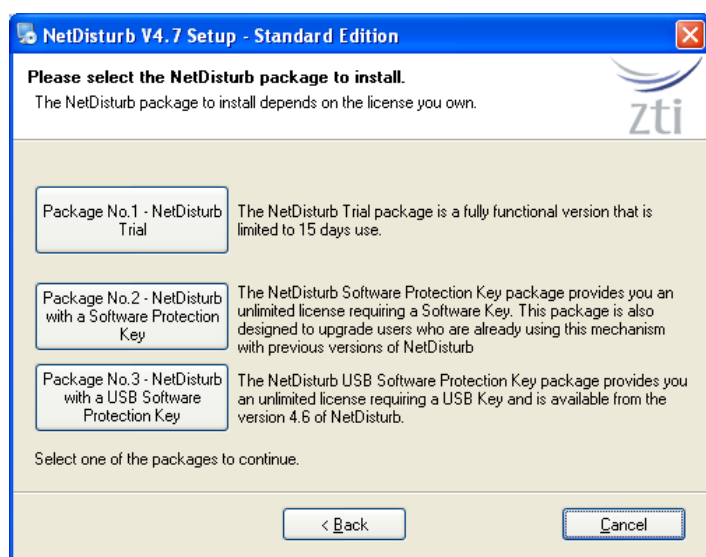 NetDisturb V4.7 Setup - Standard Edition
Please select the NetDisturb package to install.
The NetDisturb package to install depends on the license you own.
zti
Package No.1 - NetDisturb
Trial
The NetDisturb Trial package is a fully functional version that is
limited to 15 days use.
Package No.2 - NetDisturb
with a Software Protection
Key
The NetDisturb Software Protection Key package provides you an
unlimited license requiring a Software Key. This package is also
designed to upgrade users who are already using this mechanism
with previous versions of NetDisturb
Package No.3 - NetDisturb
with a USB Software
Protection Key
The NetDisturb USB Software Protection Key package provides you
an unlimited license requiring a USB Key and is available from the
version 4.6 of NetDisturb.
Select one of the packages to continue.
< Back
Cancel